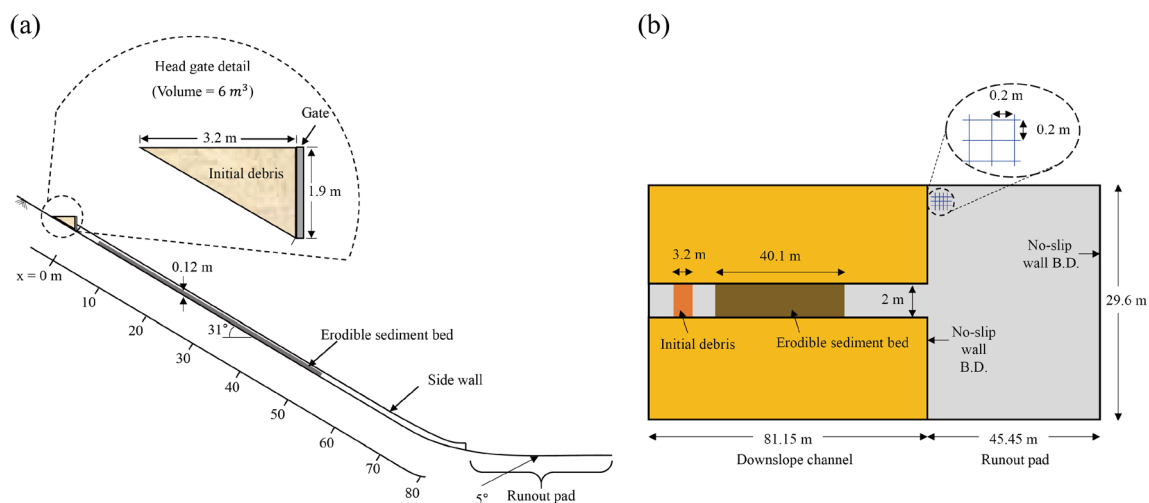 (a)
Head gate detail
(Volume = 6 m³)
Gate
3.2 m
Initial debris
1.9 m
x = 0 m
0.12 m
10
31°
20
Erodible sediment bed
30
40
Side wall
50
60
70
80
5°
Runout pad
(b)
0.2 m
0.2 m
No-slip
wall B.D.
3.2 m
40.1 m
2 m
29.6 m
Initial debris
Erodible sediment bed
No-slip
wall
B.D.
81.15 m
45.45 m
Downslope channel
Runout pad